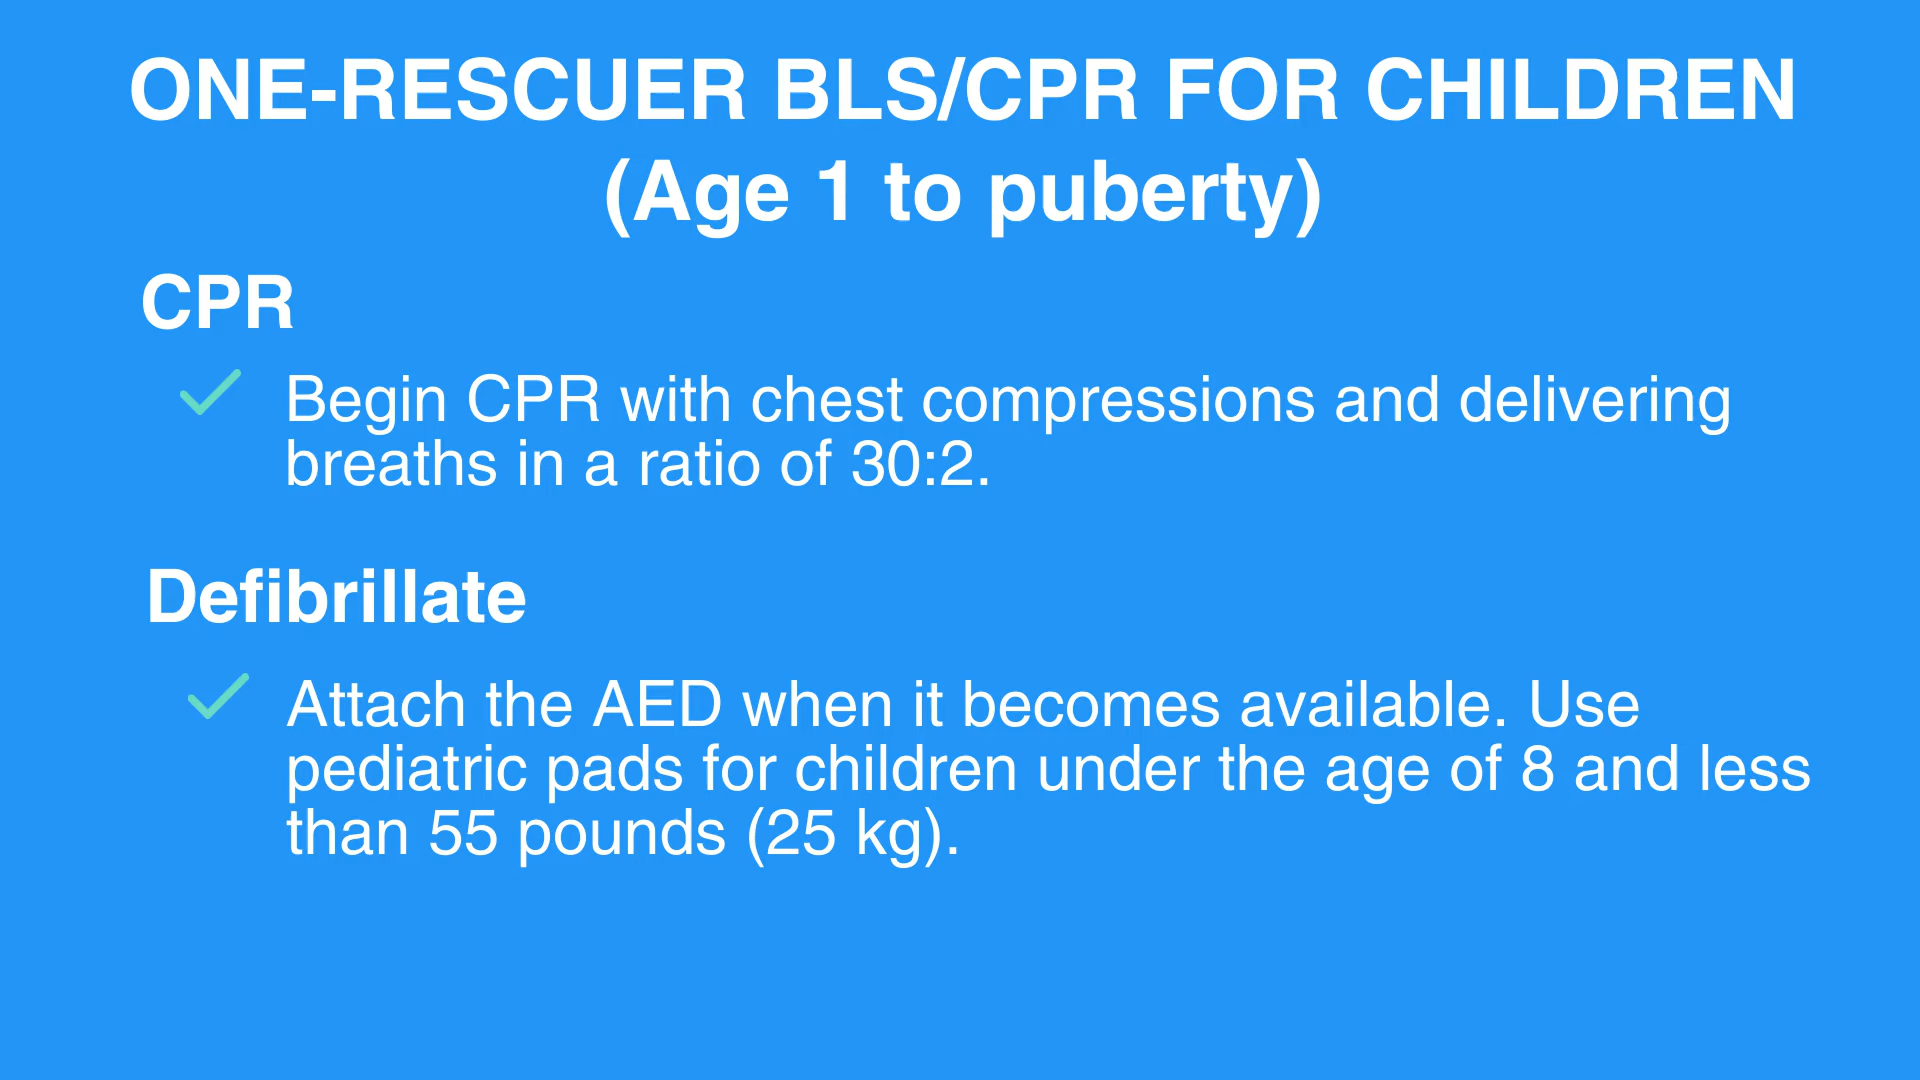 ONE-RESCUER BLS/CPR FOR CHILDREN
(Age 1 to puberty)
CPR
Begin CPR with chest compressions and delivering
breaths in a ratio of 30:2.
Defibrillate
Attach the AED when it becomes available. Use
pediatric pads for children under the age of 8 and less
than 55 pounds (25 kg).